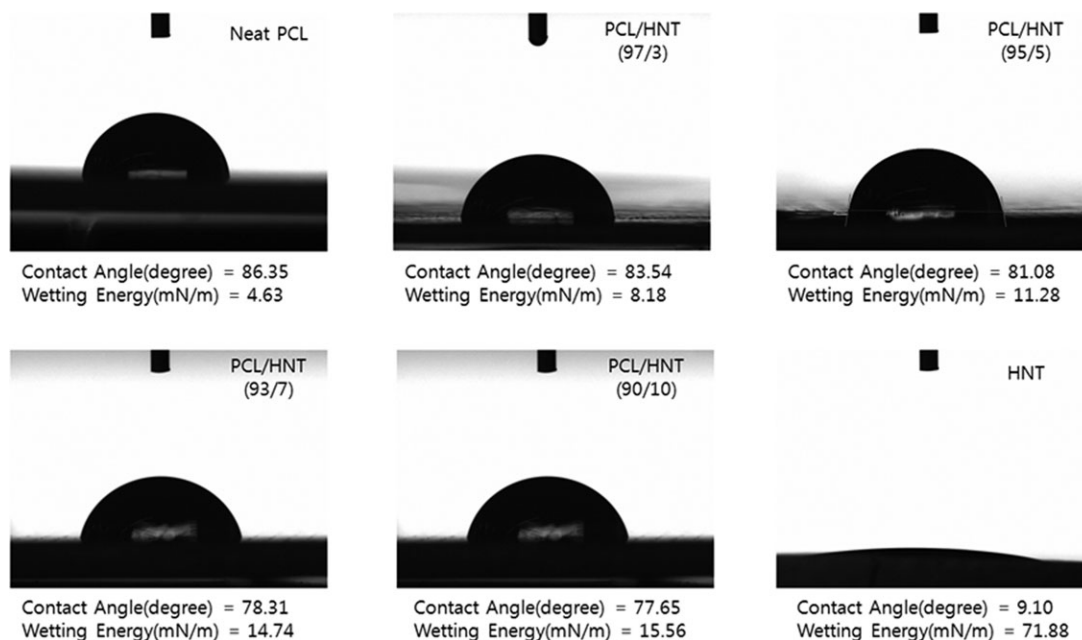 Neat PCL
PCL/HNT
(97/3)
PCL/HNT
(95/5)
Contact Angle(degree) = 86.35
Wetting Energy(mN/m) = 4.63
Contact Angle(degree) = 83.54
Wetting Energy(mN/m) = 8.18
Contact Angle(degree) = 81.08
Wetting Energy(mN/m) = 11.28
PCL/HNT
(93/7)
PCL/HNT
(90/10)
HNT
Contact Angle(degree) = 78.31
Wetting Energy(mN/m) = 14.74
Contact Angle(degree) = 77.65
Wetting Energy(mN/m) = 15.56
Contact Angle(degree) = 9.10
Wetting Energy(mN/m) = 71.88